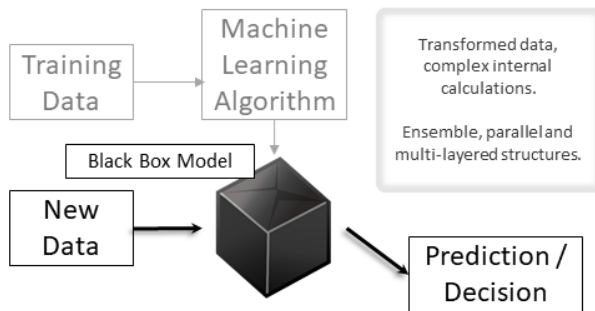 Training
Data
Machine
Learning
Algorithm
Transformed data,
complex internal
calculations.
Ensemble, parallel and
multi-layered structures.
Black Box Model
New
Data
Prediction /
Decision